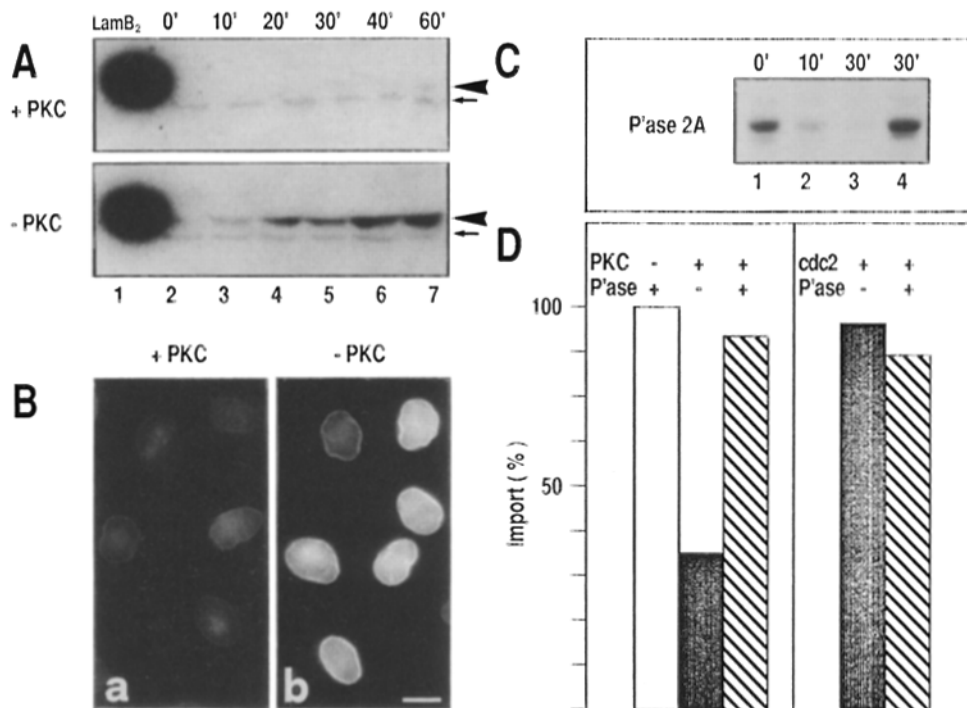 A
LamB₂ 0' 10' 20' 30' 40' 60'
+ PKC
- PKC
1 2 3 4 5 6 7
B
+ PKC - PKC
a b
C
0' 10' 30' 30'
P'ase 2A
1 2 3 4
D
PKC - + +
P'ase + - +
cdc2 + +
P'ase - +
100
50
Import (%)